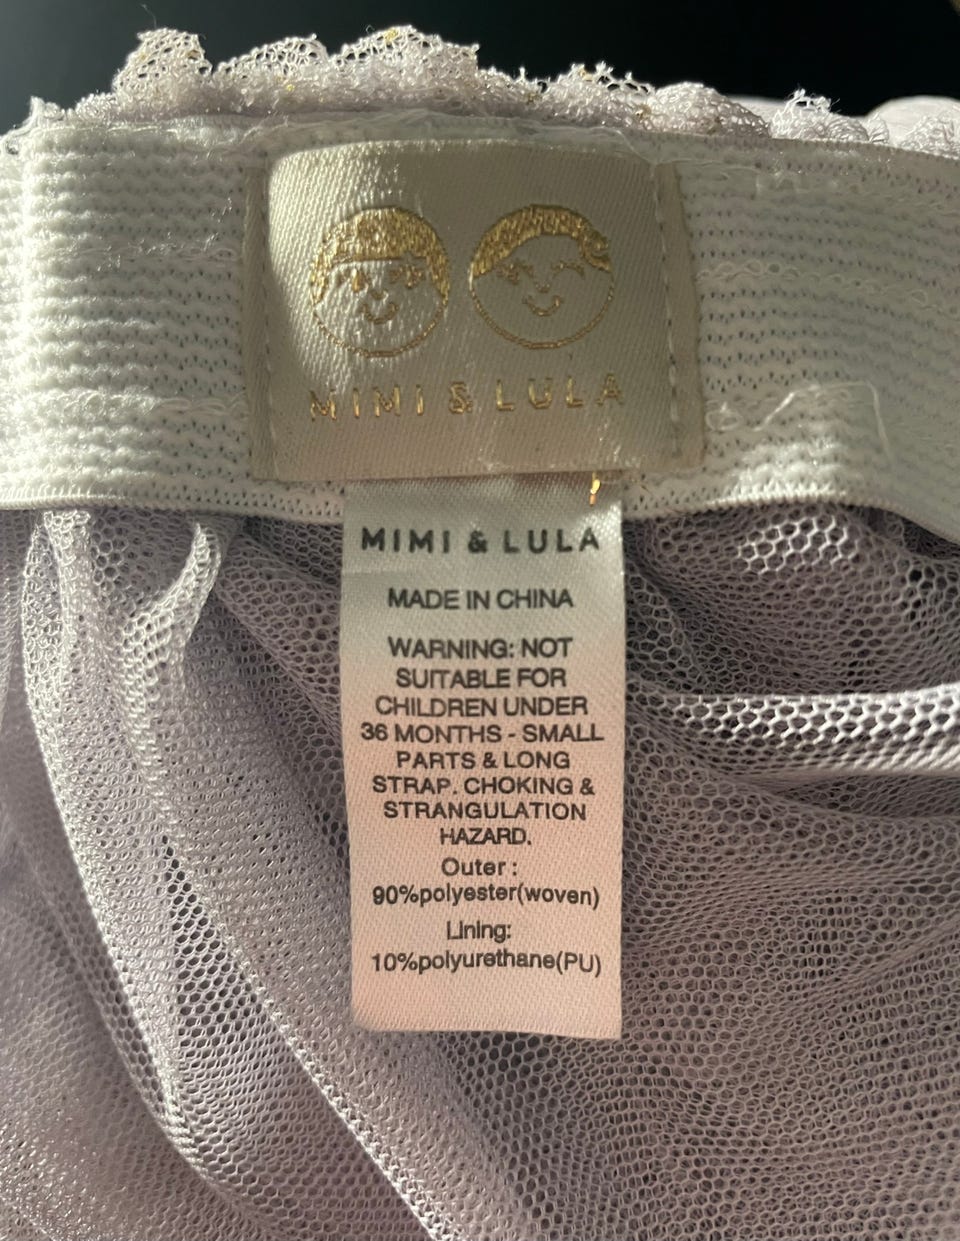 MIMI & LULA
MIMI & LULA
MADE IN CHINA
WARNING: NOT
SUITABLE FOR
CHILDREN UNDER
36 MONTHS - SMALL
PARTS & LONG
STRAP. CHOKING &
STRANGULATION
HAZARD.
Outer :
90%polyester(woven)
Lining:
10%polyurethane(PU)